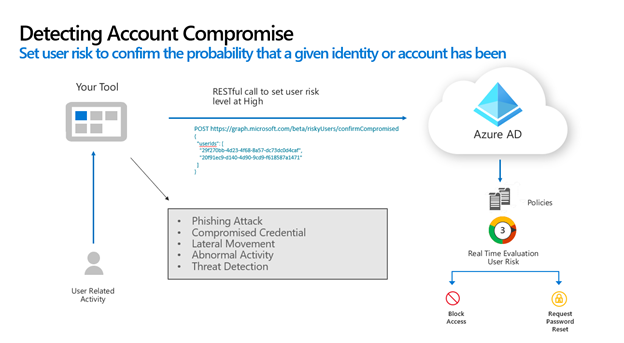 Detecting Account Compromise
Set user risk to confirm the probability that a given identity or account has been
Your Tool
RESTful call to set user risk
level at High
POST https://graph.microsoft.com/beta/riskyUsers/confirmCompromised
{
"userIds": [
"29f270bb-4d23-4f68-8a57-dc73dc0d4caf",
"20f91ec9-d140-4d90-9cd9-f618587a1471"
]
}
Azure AD
• Phishing Attack
• Compromised Credential
• Lateral Movement
• Abnormal Activity
• Threat Detection
Policies
3
Real Time Evaluation
User Risk
User Related
Activity
Block
Access
Request
Password
Reset